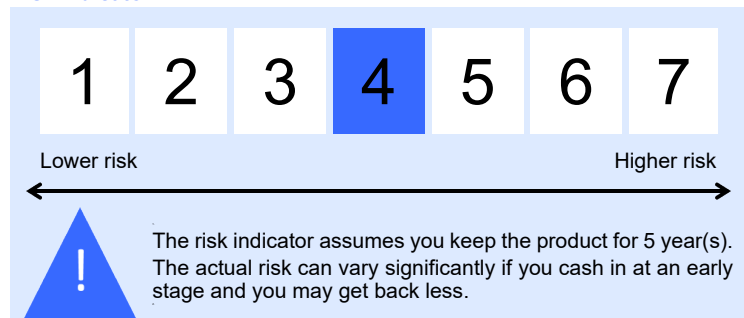 1 2 3 4 5 6 7
Lower risk Higher risk
!
The risk indicator assumes you keep the product for 5 year(s).
The actual risk can vary significantly if you cash in at an early
stage and you may get back less.